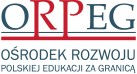 ORPEG
OŚRODEK ROZWOJU
POLSKIEJ EDUKACJI ZA GRANICĄ